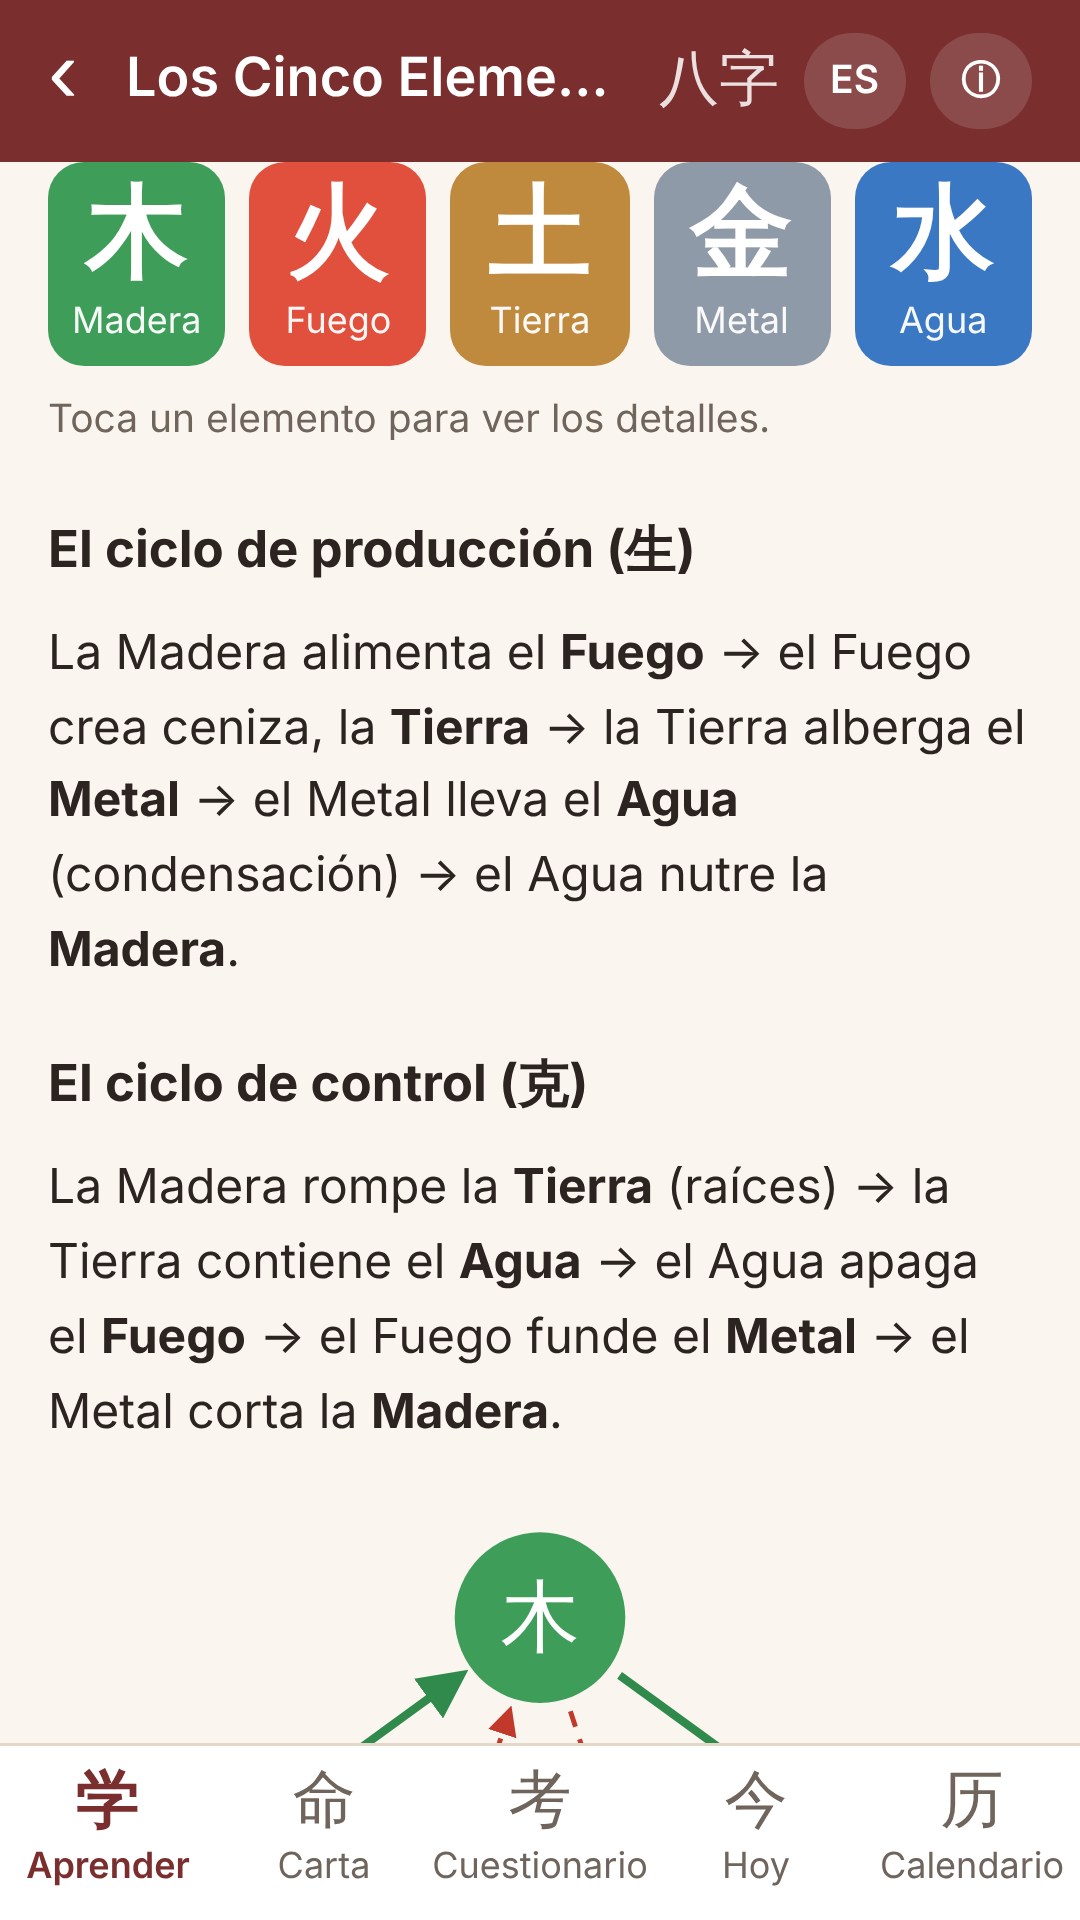 ‹ Los Cinco Eleme... 八字 ES ⓘ
木 火 土 金 水
Madera Fuego Tierra Metal Agua
Toca un elemento para ver los detalles.
El ciclo de producción (生)
La Madera alimenta el Fuego → el Fuego
crea ceniza, la Tierra → la Tierra alberga el
Metal → el Metal lleva el Agua
(condensación) → el Agua nutre la
Madera.
El ciclo de control (克)
La Madera rompe la Tierra (raíces) → la
Tierra contiene el Agua → el Agua apaga
el Fuego → el Fuego funde el Metal → el
Metal corta la Madera.
木
学 命 考 今 历
Aprender Carta Cuestionario Hoy Calendario